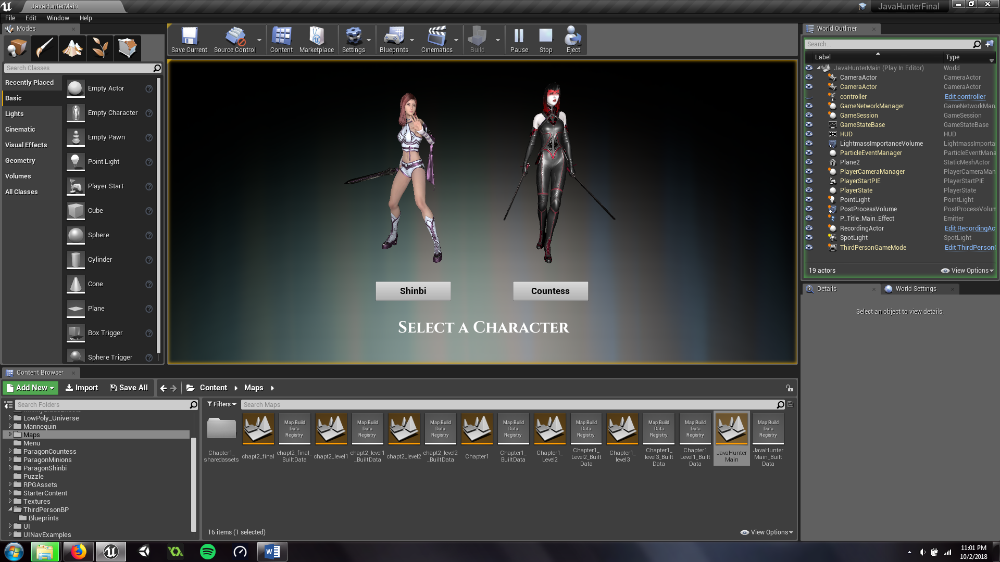 JavaHunterMain
JavaHunterFinal
File Edit Window Help
Modes
Search Classes
Recently Placed
Basic
Lights
Cinematic
Visual Effects
Geometry
Volumes
All Classes
Empty Actor
Empty Character
Empty Pawn
Point Light
Player Start
Cube
Sphere
Cylinder
Cone
Plane
Box Trigger
Sphere Trigger
Save Current Source Control Content Marketplace Settings Blueprints Cinematics Build Pause Stop Eject
Shinbi Countess
Select a Character
World Outliner
Search...
Label Type
JavaHunterMain (Play In Editor) World
CameraActor CameraActor
CameraActor CameraActor
controller Edit controller
GameNetworkManager GameNetworkMan
GameSession GameSession
GameStateBase GameStateBase
HUD HUD
LightmassImportanceVolume LightmassImporta
ParticleEventManager ParticleEventMana
Plane2 StaticMeshActor
PlayerCameraManager PlayerCameraMan
PlayerStartPIE PlayerStartPIE
PlayerState PlayerState
PointLight PointLight
PostProcessVolume PostProcessVolum
P_Title_Main_Effect Emitter
RecordingActor Edit RecordingAc
SpotLight SpotLight
ThirdPersonGameMode Edit ThirdPerson
19 actors View Options
Details World Settings
Select an object to view details.
Content Browser
Add New Import Save All Content Maps
Search Folders
LowPoly_Universe
Mannequin
Maps
Menu
ParagonCountess
ParagonMinions
ParagonShinbi
Puzzle
RPGAssets
StarterContent
Textures
ThirdPersonBP
Blueprints
UI
UINavExamples
Filters Search Maps
Map Build Data Registry
Map Build Data Registry
Map Build Data Registry
Map Build Data Registry
Map Build Data Registry
Map Build Data Registry
Map Build Data Registry
Map Build Data Registry
Chapter1_
sharedassets
chapt2_final
chapt2_final_
BuiltData
chapt2_level1
chapt2_level1
_BuiltData
chapt2_level2
chapt2_level2
_BuiltData
Chapter1
Chapter1_
BuiltData
Chapter1_
Level2
Chapter1_
Level2_Built
Data
Chapter1_
level3
Chapter1_
level3_Built
Data
Chapter1
Level1_Built
Data
JavaHunter
Main
JavaHunter
Main_Built
Data
16 items (1 selected) View Options
11:01 PM
10/2/2018